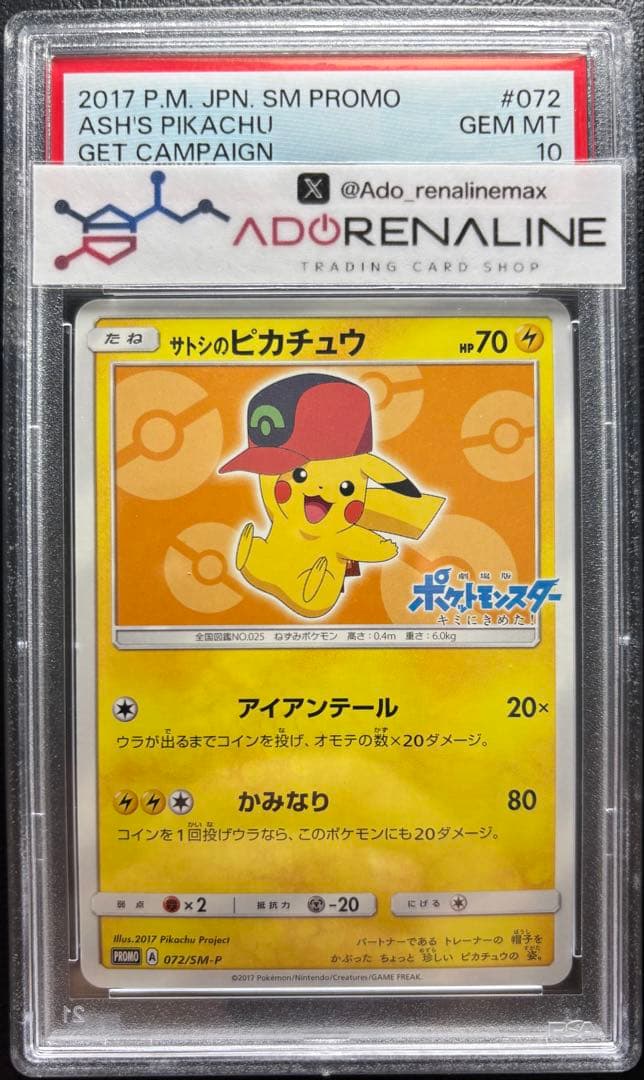 2017 P.M. JPN. SM PROMO #072
ASH'S PIKACHU GEM MT
GET CAMPAIGN 10
X @Ado_renalinemax
ADORENALINE
TRADING CARD SHOP
たね サトシのピカチュウ HP 70
劇場版
ポケットモンスター
キミにきめた!
全国図鑑NO.025 ねずみポケモン 高さ:0.4m 重さ:6.0kg
アイアンテール 20×
ウラが出るまでコインを投げ、オモテの数×20ダメージ。
かみなり 80
コインを1回投げウラなら、このポケモンにも20ダメージ。
弱点 ×2 抵抗力 -20 にげる
Illus.2017 Pikachu Project
PROMO A 072/SM-P
パートナーである トレーナーの 帽子を
かぶった ちょっと 珍しい ピカチュウの 姿。
©2017 Pokémon/Nintendo/Creatures/GAME FREAK.